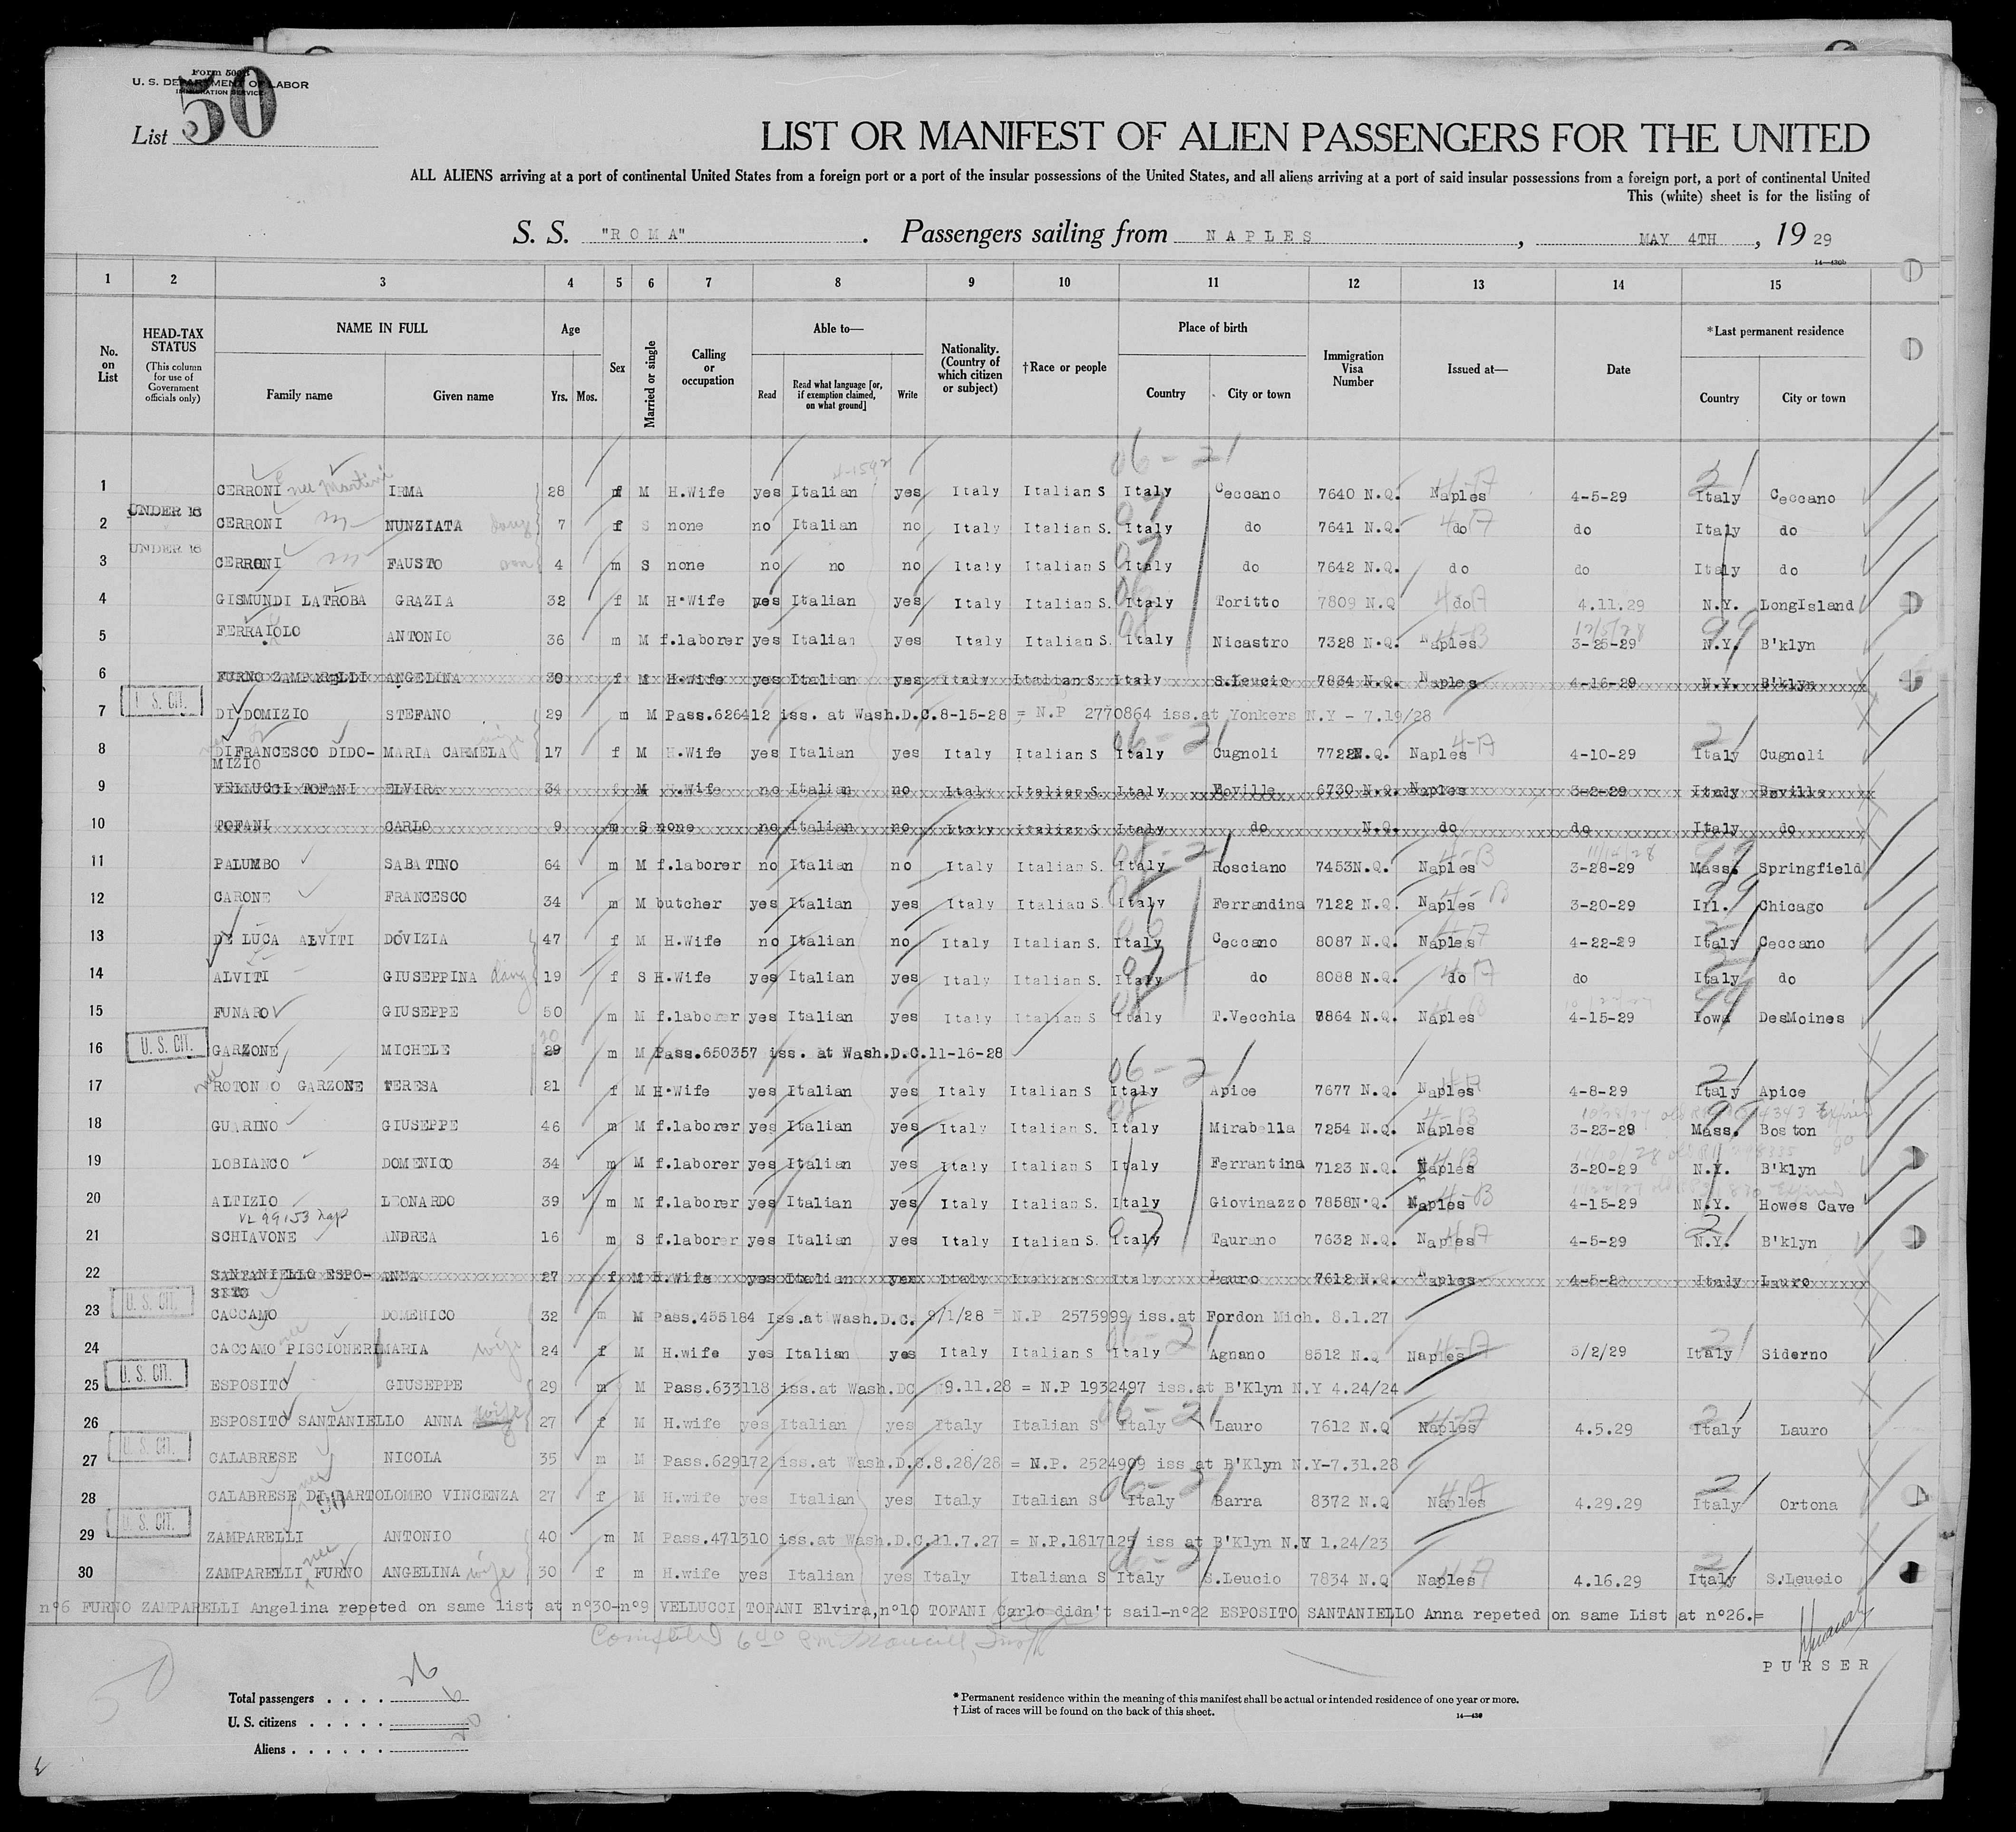 Form 500
U. S. DEPARTMENT OF LABOR
IMMIGRATION SERVICE
List 50
LIST OR MANIFEST OF ALIEN PASSENGERS FOR THE UNITED
ALL ALIENS arriving at a port of continental United States from a foreign port or a port of the insular possessions of the United States, and all aliens arriving at a port of said insular possessions from a foreign port, a port of continental United
This (white) sheet is for the listing of
S. S. "ROMA" . Passengers sailing from NAPLES , MAY 4TH , 19 29
14—430b
1 2 3 4 5 6 7 8 9 10 11 12 13 14 15
No. on List
HEAD-TAX STATUS (This column for use of Government officials only)
NAME IN FULL Family name Given name
Age Yrs. Mos.
Sex
Married or single
Calling or occupation
Able to— Read Read what language [or, if exemption claimed, on what ground] Write
Nationality. (Country of which citizen or subject)
†Race or people
Place of birth Country City or town
Immigration Visa Number
Issued at—
Date
*Last permanent residence Country City or town
06-21
1 CERRONI nee Martini IRMA 28 f M H.Wife yes Italian yes Italy Italian S Italy Ceccano 7640 N.Q. Naples 4-5-29 Italy Ceccano
2 UNDER 16 CERRONI NUNZIATA daug 7 f S none no Italian no Italy Italian S. Italy do 7641 N.Q. do do Italy do
3 UNDER 16 CERRONI FAUSTO son 4 m S none no no no Italy Italian S Italy do 7642 N.Q. do do Italy do
4 GISMUNDI LATROBA GRAZIA 32 f M H.Wife yes Italian yes Italy Italian S. Italy Toritto 7809 N.Q do 4.11.29 N.Y. LongIsland
5 FERRAIOLO ANTONIO 36 m M f.laborer yes Italian yes Italy Italian S. Italy Nicastro 7328 N.Q. Naples 3-25-29 N.Y. B'klyn
6 FURNO ZAMPARELLI ANGELINA 30 f M H.Wife yes Italian yes Italy Italian S Italy S.Leucio 7834 N.Q. Naples 4-16-29 N.Y. B'klyn
U. S. CIT.
7 DI DOMIZIO STEFANO 29 m M Pass.626412 iss. at Wash.D.C.8-15-28 = N.P 2770864 iss.at Yonkers N.Y - 7.19/28
8 DIFRANCESCO DIDO-MIZIO MARIA CARMELA wife 17 f M H.Wife yes Italian yes Italy Italian S Italy Cugnoli 7722 N.Q. Naples 4-10-29 Italy Cugnoli
9 VELLUCCI TOFANI ELVIRA 34 f M H.Wife no Italian no Italy Italian S. Italy Roville 6730 N.Q. Naples 3-2-29 Italy Roville
10 TOFANI CARLO 9 m S none no Italian no Italy Italian S Italy do N.Q. do do Italy do
11 PALUMBO SABATINO 64 m M f.laborer no Italian no Italy Italian S. Italy Rosciano 7453N.Q. Naples 3-28-29 Mass. Springfield
12 CARONE FRANCESCO 34 m M butcher yes Italian yes Italy Italian S. Italy Ferrandina 7122 N.Q. Naples 3-20-29 Ill. Chicago
13 DE LUCA ALVITI DOVIZIA 47 f M H.Wife no Italian no Italy Italian S. Italy Ceccano 8087 N.Q. Naples 4-22-29 Italy Ceccano
14 ALVITI GIUSEPPINA daug 19 f S H.Wife yes Italian yes Italy Italian S. Italy do 8088 N.Q. do do Italy do
15 FUNARO GIUSEPPE 50 m M f.laborer yes Italian yes Italy Italian S Italy T.Vecchia 7864 N.Q. Naples 4-15-29 Iowa DesMoines
16 U. S. CIT. GARZONE MICHELE 29 m M Pass.650357 iss. at Wash.D.C.11-16-28
17 nee ROTONDO GARZONE TERESA 21 f M H.Wife yes Italian yes Italy Italian S Italy Apice 7677 N.Q. Naples 4-8-29 Italy Apice
18 GUARINO GIUSEPPE 46 m M f.laborer yes Italian yes Italy Italian S. Italy Mirabella 7254 N.Q. Naples 3-23-29 Mass. Boston
19 LOBIANCO DOMENICO 34 m M f.laborer yes Italian yes Italy Italian S Italy Ferrantina 7123 N.Q. Naples 3-20-29 N.Y. B'klyn
20 ALTIZIO LEONARDO 39 m M f.laborer yes Italian yes Italy Italian S. Italy Giovinazzo 7858N.Q. Naples 4-15-29 N.Y. Howes Cave
21 SCHIAVONE ANDREA 16 m S f.laborer yes Italian yes Italy Italian S. Italy Taurano 7632 N.Q. Naples 4-5-29 N.Y. B'klyn
22 SANTANIELLO ESPO-SITO ANNA 27 f M H.Wife yes Italian yes Italy Italian S Italy Lauro 7612 N.Q. Naples 4-5-29 Italy Lauro
U. S. CIT.
23 CACCAMO DOMENICO 32 m M Pass.455184 Iss.at Wash.D.C. 9/1/28 = N.P 2575999 iss.at Fordon Mich. 8.1.27
24 CACCAMO nee PISCIONERI MARIA wife 24 f M H.wife yes Italian yes Italy Italian S Italy Agnano 8512 N.Q Naples 5/2/29 Italy Siderno
25 U. S. CIT. ESPOSITO GIUSEPPE 29 m M Pass.633118 iss.at Wash.DC 9.11.28 = N.P 1932497 iss.at B'Klyn N.Y 4.24/24
26 ESPOSITO SANTANIELLO ANNA wife 27 f M H.wife yes Italian yes Italy Italian S Italy Lauro 7612 N.Q Naples 4.5.29 Italy Lauro
U. S. CIT.
27 CALABRESE NICOLA 35 m M Pass.629172 iss.at Wash.D.C.8.28/28 = N.P. 2524909 iss at B'Klyn N.Y-7.31.28
28 CALABRESE DI BARTOLOMEO VINCENZA 27 f M H.wife yes Italian yes Italy Italian S Italy Barra 8372 N.Q Naples 4.29.29 Italy Ortona
U. S. CIT.
29 ZAMPARELLI ANTONIO 40 m M Pass.471310 iss.at Wash.D.C.11.7.27 = N.P.1817125 iss at B'Klyn N.Y 1.24/23
30 ZAMPARELLI nee FURNO ANGELINA wife 30 f m H.wife yes Italian yes Italy Italiana S Italy S.Leucio 7834 N.Q Naples 4.16.29 Italy S.Leucio
n°6 FURNO ZAMPARELLI Angelina repeted on same list at n°30-n°9 VELLUCCI TOFANI Elvira,n°10 TOFANI Carlo didn't sail-n°22 ESPOSITO SANTANIELLO Anna repeted on same List at n°26.=
PURSER
Total passengers . . . . 26
U. S. citizens . . . . . 6
Aliens . . . . . . 20
* Permanent residence within the meaning of this manifest shall be actual or intended residence of one year or more.
† List of races will be found on the back of this sheet.
14—430